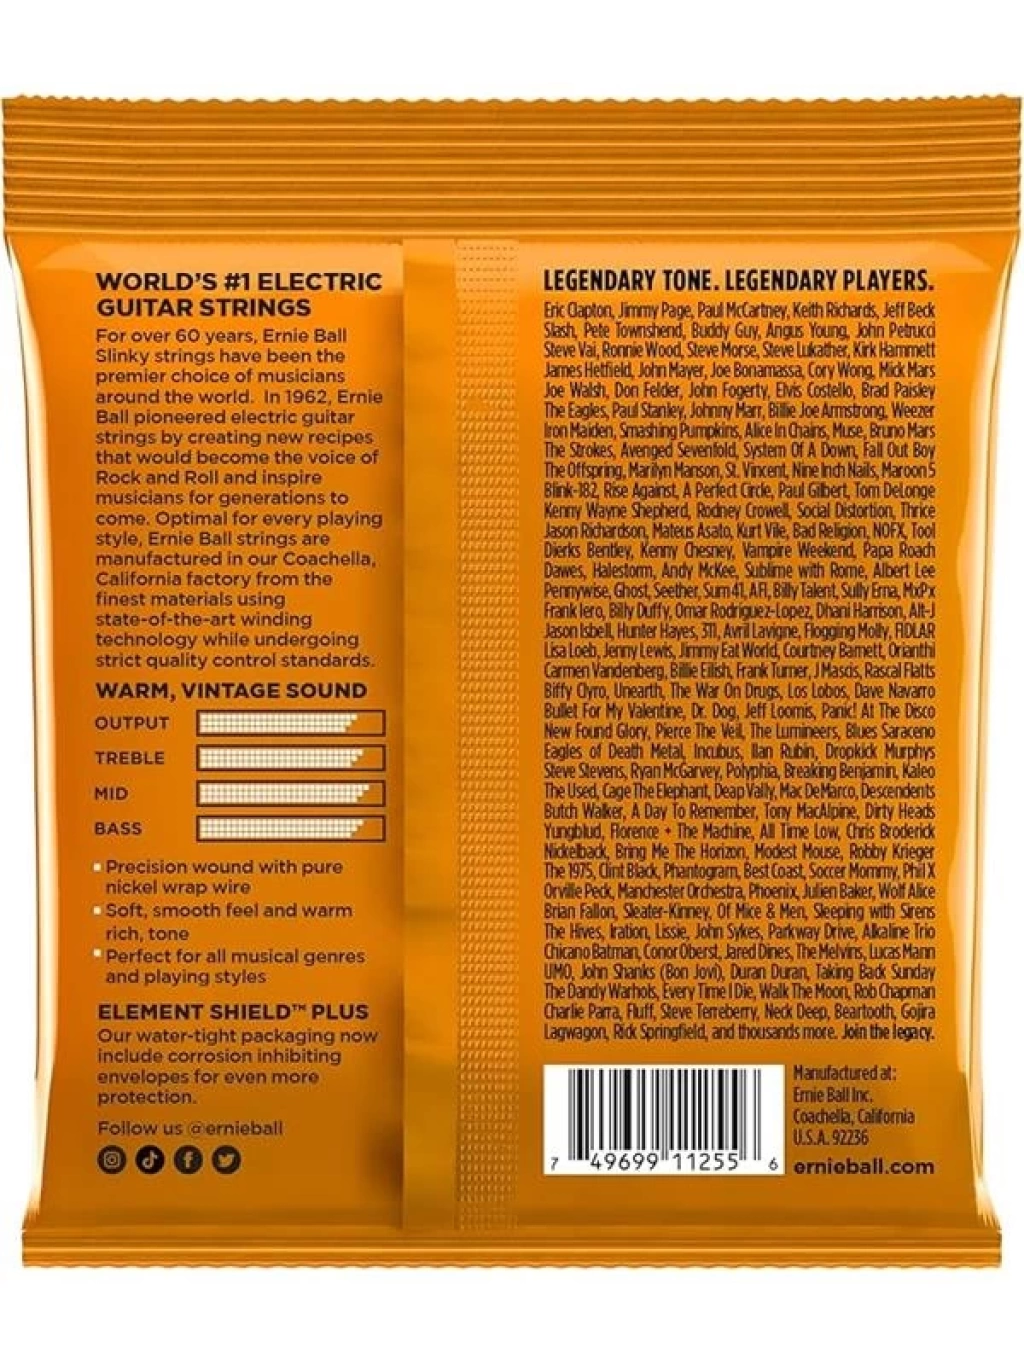 WORLD'S #1 ELECTRIC
GUITAR STRINGS
For over 60 years, Ernie Ball
Slinky strings have been the
premier choice of musicians
around the world. In 1962, Ernie
Ball pioneered electric guitar
strings by creating new recipes
that would become the voice of
Rock and Roll and inspire
musicians for generations to
come. Optimal for every playing
style, Ernie Ball strings are
manufactured in our Coachella,
California factory from the
finest materials using
state-of-the-art winding
technology while undergoing
strict quality control standards.
WARM, VINTAGE SOUND
OUTPUT
TREBLE
MID
BASS
Precision wound with pure
nickel wrap wire
Soft, smooth feel and warm
rich, tone
Perfect for all musical genres
and playing styles
ELEMENT SHIELD™ PLUS
Our water-tight packaging now
include corrosion inhibiting
envelopes for even more
protection.
Follow us @ernieball
LEGENDARY TONE. LEGENDARY PLAYERS.
Eric Clapton, Jimmy Page, Paul McCartney, Keith Richards, Jeff Beck
Slash, Pete Townshend, Buddy Guy, Angus Young, John Petrucci
Steve Vai, Ronnie Wood, Steve Morse, Steve Lukather, Kirk Hammett
James Hetfield, John Mayer, Joe Bonamassa, Cory Wong, Mick Mars
Joe Walsh, Don Felder, John Fogerty, Elvis Costello, Brad Paisley
The Eagles, Paul Stanley, Johnny Marr, Billie Joe Armstrong, Weezer
Iron Maiden, Smashing Pumpkins, Alice In Chains, Muse, Bruno Mars
The Strokes, Avenged Sevenfold, System Of A Down, Fall Out Boy
The Offspring, Marilyn Manson, St. Vincent, Nine Inch Nails, Maroon 5
Blink-182, Rise Against, A Perfect Circle, Paul Gilbert, Tom DeLonge
Kenny Wayne Shepherd, Rodney Crowell, Social Distortion, Thrice
Jason Richardson, Mateus Asato, Kurt Vile, Bad Religion, NOFX, Tool
Dierks Bentley, Kenny Chesney, Vampire Weekend, Papa Roach
Dawes, Halestorm, Andy McKee, Sublime with Rome, Albert Lee
Pennywise, Ghost, Seether, Sum 41, AFI, Billy Talent, Sully Erna, MxPx
Frank Iero, Billy Duffy, Omar Rodriguez-Lopez, Dhani Harrison, Alt-J
Jason Isbell, Hunter Hayes, 311, Avril Lavigne, Flogging Molly, FIDLAR
Lisa Loeb, Jenny Lewis, Jimmy Eat World, Courtney Barnett, Orianthi
Carmen Vandenberg, Billie Eilish, Frank Turner, J Mascis, Rascal Flatts
Biffy Clyro, Unearth, The War On Drugs, Los Lobos, Dave Navarro
Bullet For My Valentine, Dr. Dog, Jeff Loomis, Panic! At The Disco
New Found Glory, Pierce The Veil, The Lumineers, Blues Saraceno
Eagles of Death Metal, Incubus, Ilan Rubin, Dropkick Murphys
Steve Stevens, Ryan McGarvey, Polyphia, Breaking Benjamin, Kaleo
The Used, Cage The Elephant, Deap Vally, Mac DeMarco, Descendents
Butch Walker, A Day To Remember, Tony MacAlpine, Dirty Heads
Yungblud, Florence + The Machine, All Time Low, Chris Broderick
Nickelback, Bring Me The Horizon, Modest Mouse, Robby Krieger
The 1975, Clint Black, Phantogram, Best Coast, Soccer Mommy, Phil X
Orville Peck, Manchester Orchestra, Phoenix, Julien Baker, Wolf Alice
Brian Fallon, Sleater-Kinney, Of Mice & Men, Sleeping with Sirens
The Hives, Iration, Lissie, John Sykes, Parkway Drive, Alkaline Trio
Chicano Batman, Conor Oberst, Jared Dines, The Melvins, Lucas Mann
UMO, John Shanks (Bon Jovi), Duran Duran, Taking Back Sunday
The Dandy Warhols, Every Time I Die, Walk The Moon, Rob Chapman
Charlie Parra, Fluff, Steve Terreberry, Neck Deep, Beartooth, Gojira
Lagwagon, Rick Springfield, and thousands more. Join the legacy.
7 49699 11255 6
Manufactured at:
Ernie Ball Inc.
Coachella, California
U.S.A. 92236
ernieball.com